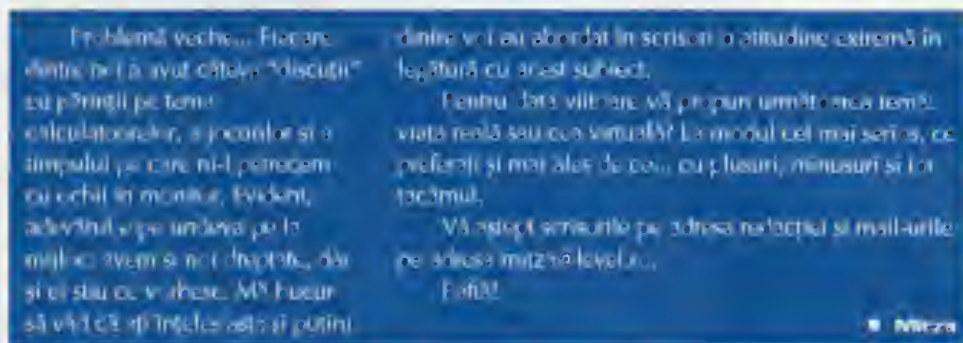 Problemă veche... Fiecare
dintre noi a avut câteva "discuții"
cu părinții pe tema
calculatoarelor, a jocurilor și a
timpului pe care ni-l petrecem
cu ochii în monitor. Evident,
adevărul e pe undeva pe la
mijloc: avem și noi dreptate, dar
și ei știu ce vorbesc. Mă bucur
să văd că ați înțeles asta și puțini
dintre voi au abordat în scrisori o atitudine extremă în
legătură cu acest subiect.
Pentru data viitoare vă propun următoarea temă:
viața reală sau cea virtuală? La modul cel mai serios, ce
preferați și mai ales de ce... cu plusuri, minusuri și tot
tacâmul.
Vă aștept scrisorile pe adresa redacției și mail-urile
pe adresa
■ Mitza